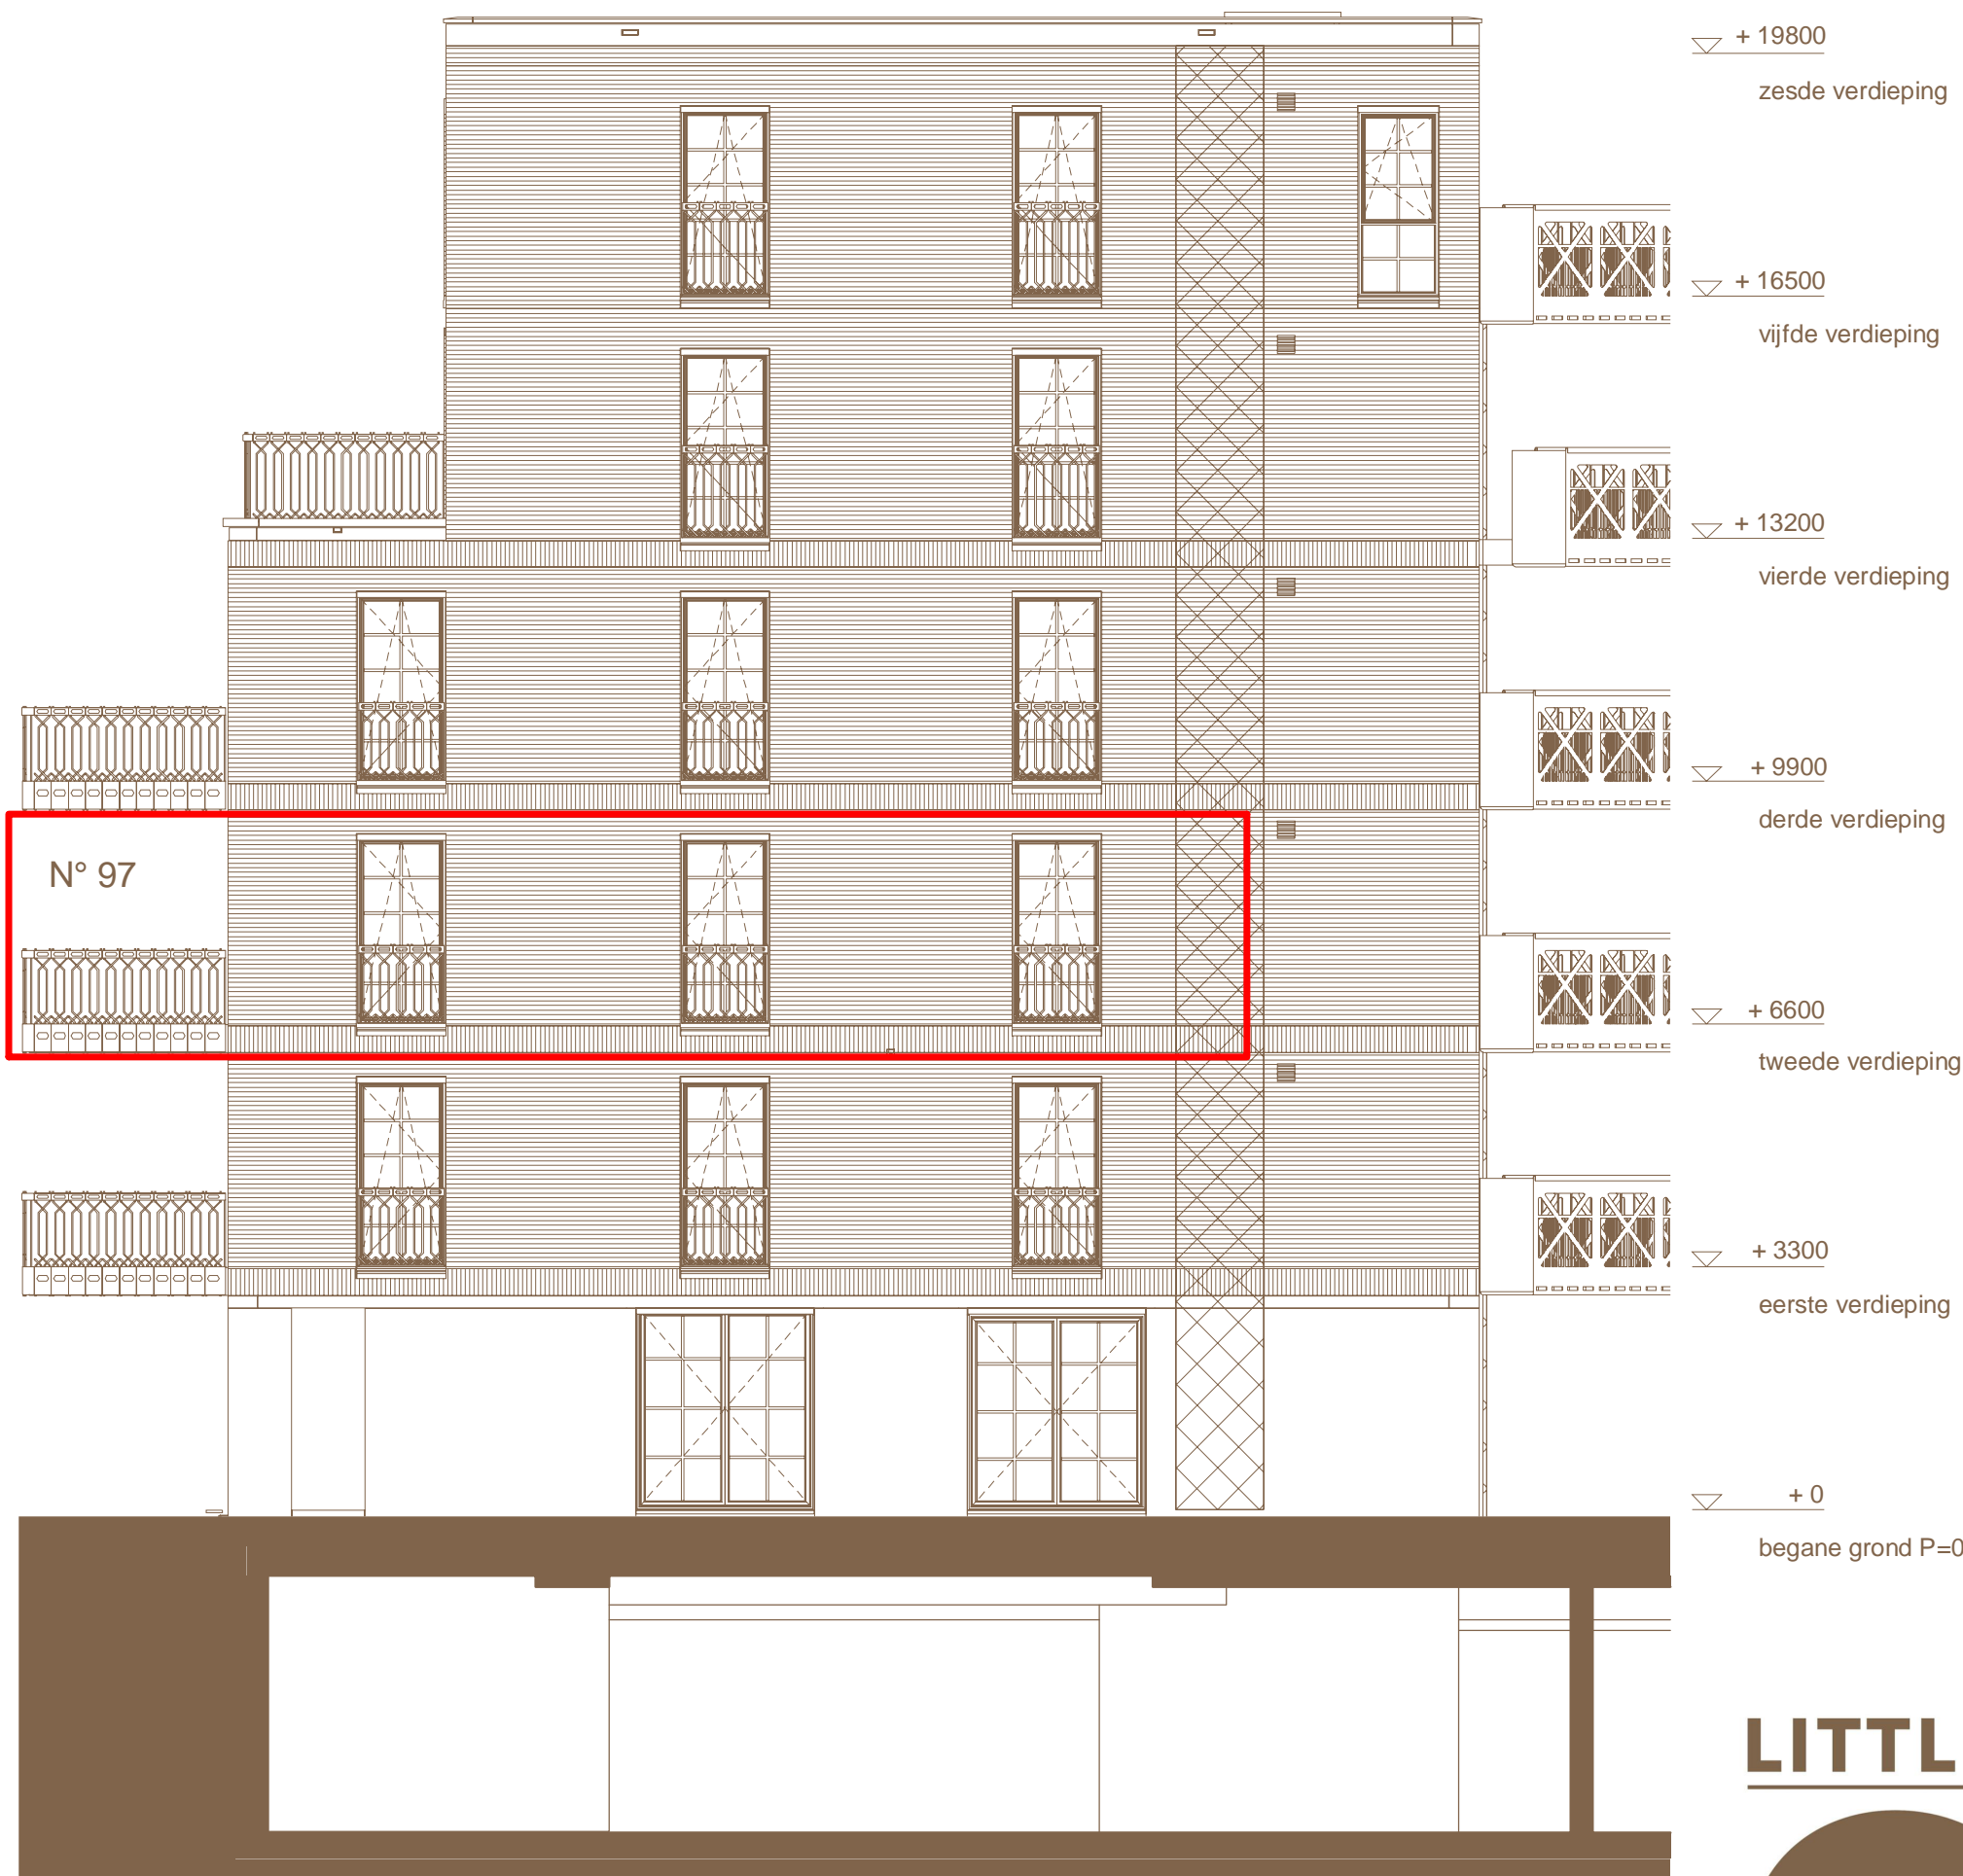 + 19800
zesde verdieping
+ 16500
vijfde verdieping
+ 13200
vierde verdieping
+ 9900
derde verdieping
N° 97
+ 6600
tweede verdieping
+ 3300
eerste verdieping
+ 0
begane grond P=0
LITTL